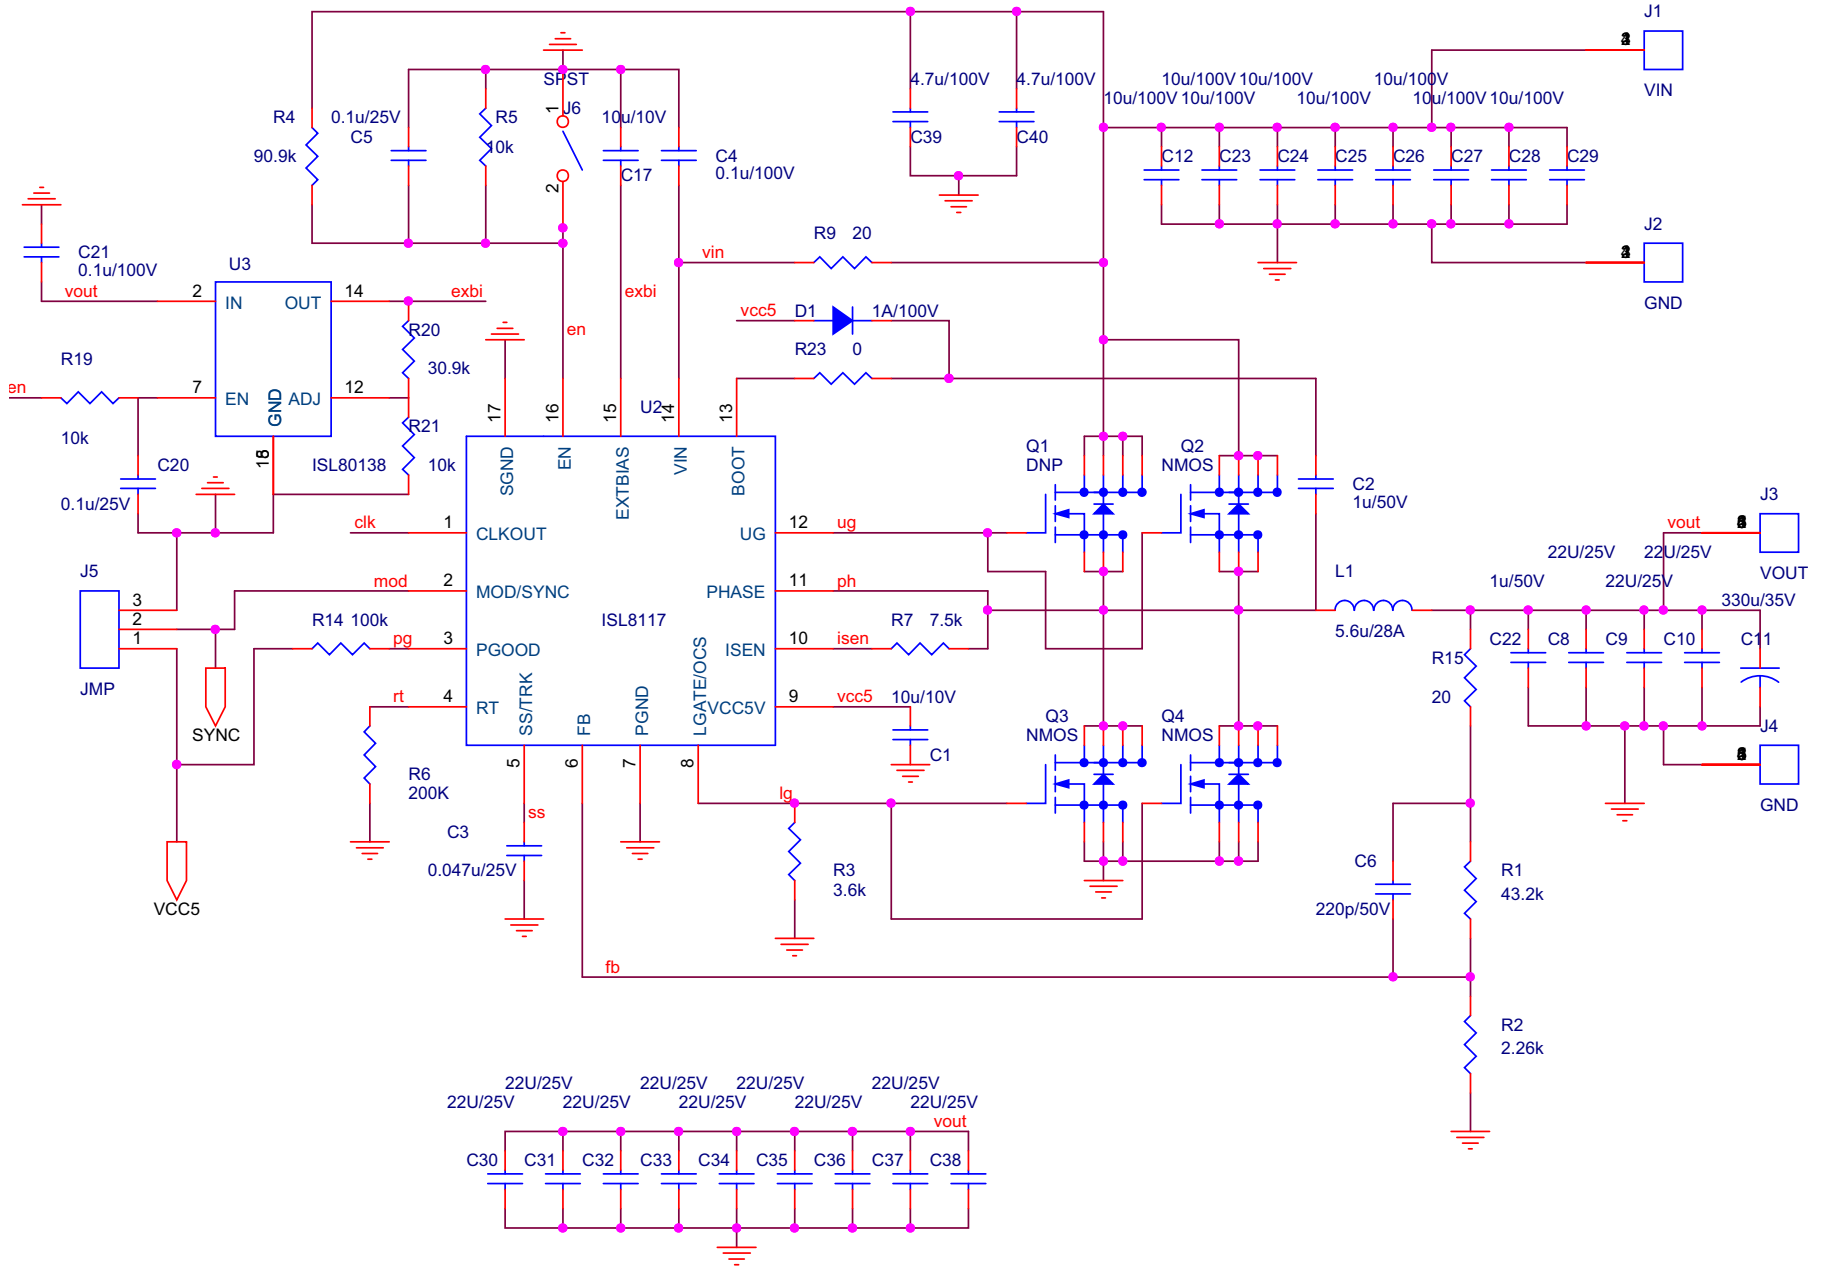 J1
VIN
SPST
1
J6
2
4.7u/100V
4.7u/100V
C39
C40
10u/100V 10u/100V 10u/100V
10u/100V 10u/100V 10u/100V 10u/100V 10u/100V
C12 C23 C24 C25 C26 C27 C28 C29
R4
90.9k
0.1u/25V
C5
R5
10k
10u/10V
C17
C4
0.1u/100V
J2
GND
C21
0.1u/100V
vout
U3
2 IN
OUT 14
exbi
R20
30.9k
R19
en
10k
7 EN
GND
ADJ 12
R21
10k
ISL80138
C20
0.1u/25V
vin
R9 20
exbi
en
vcc5 D1 1A/100V
R23 0
U2
17 16 15 14 13
SGND EN EXTBIAS VIN BOOT
clk 1 CLKOUT
mod 2 MOD/SYNC
R14 100k pg 3 PGOOD
rt 4 RT
ISL8117
UG 12 ug
PHASE 11 ph
ISEN 10 isen
R7 7.5k
VCC5V 9 vcc5
10u/10V
C1
SS/TRK FB PGND LGATE/OCS
5 6 7 8
J5
3
2
1
JMP
SYNC
VCC5
R6
200K
ss
C3
0.047u/25V
lg
R3
3.6k
fb
Q1
DNP
Q2
NMOS
C2
1u/50V
Q3
NMOS
Q4
NMOS
L1
5.6u/28A
J3
vout
VOUT
22U/25V 22U/25V
1u/50V 22U/25V
330u/35V
C22 C8 C9 C10 C11
J4
GND
R15
20
C6
220p/50V
R1
43.2k
R2
2.26k
22U/25V 22U/25V 22U/25V 22U/25V
22U/25V 22U/25V 22U/25V 22U/25V 22U/25V
vout
C30 C31 C32 C33 C34 C35 C36 C37 C38